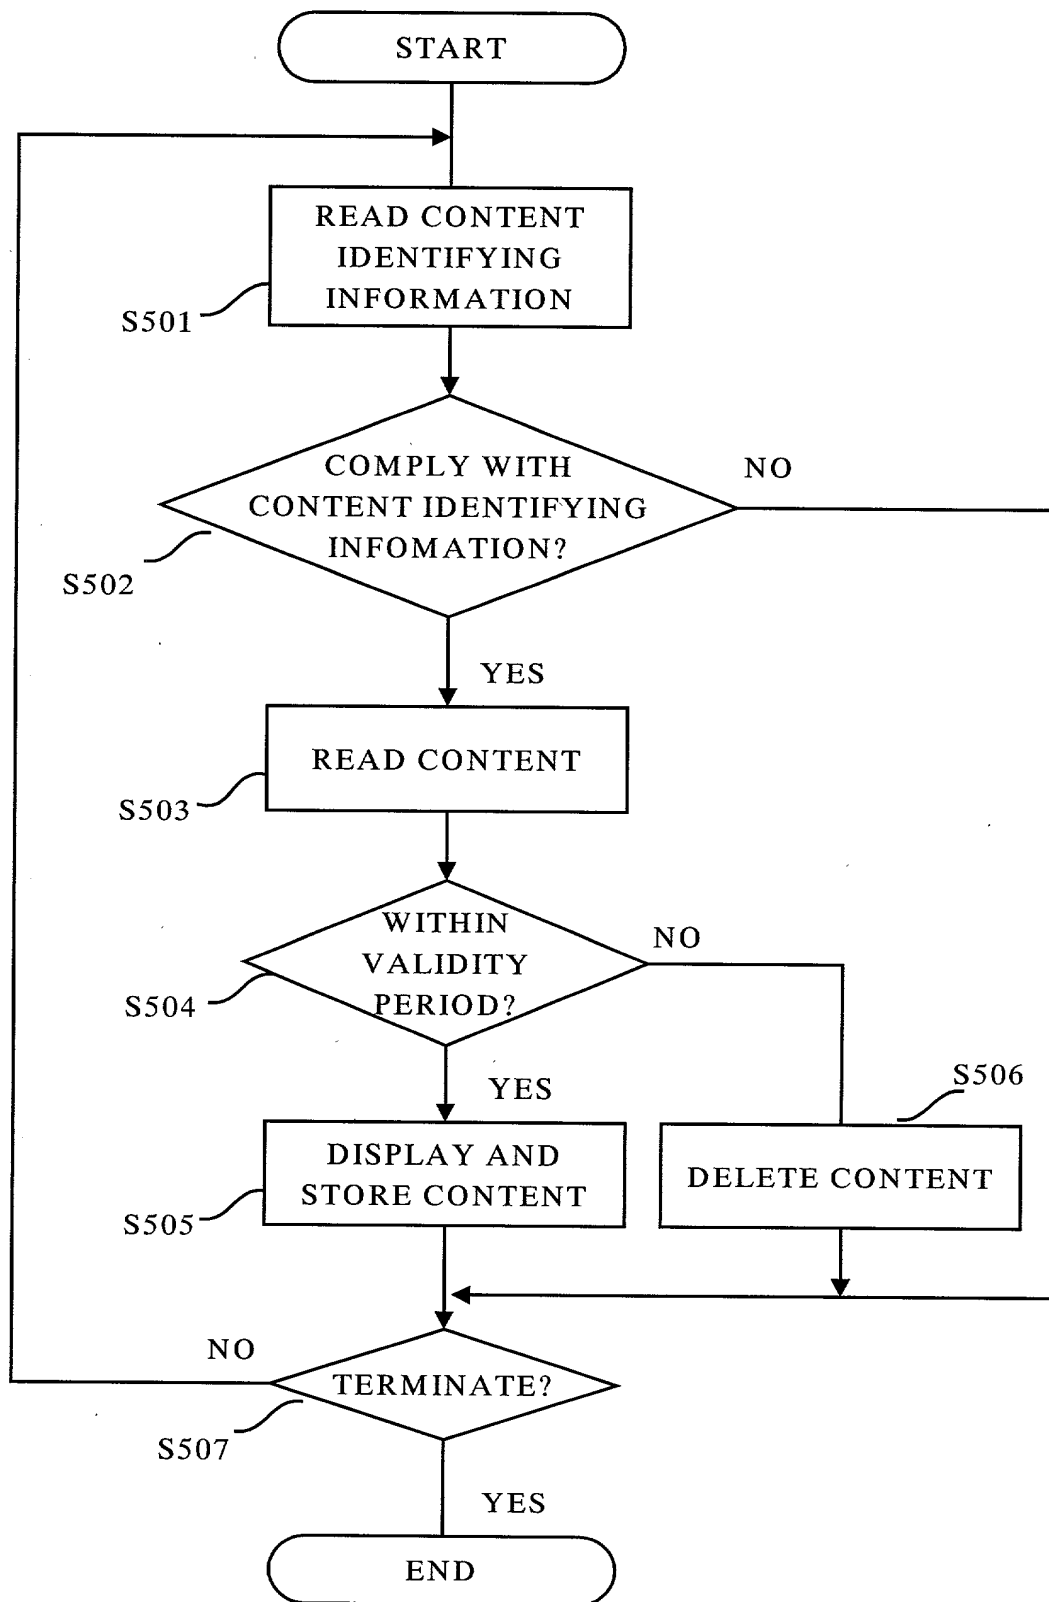 START
READ CONTENT
IDENTIFYING
INFORMATION
S501
COMPLY WITH
CONTENT IDENTIFYING
INFOMATION?
NO
S502
YES
READ CONTENT
S503
WITHIN
VALIDITY
PERIOD?
NO
S504
YES
S506
DISPLAY AND
STORE CONTENT
DELETE CONTENT
S505
NO
TERMINATE?
S507
YES
END